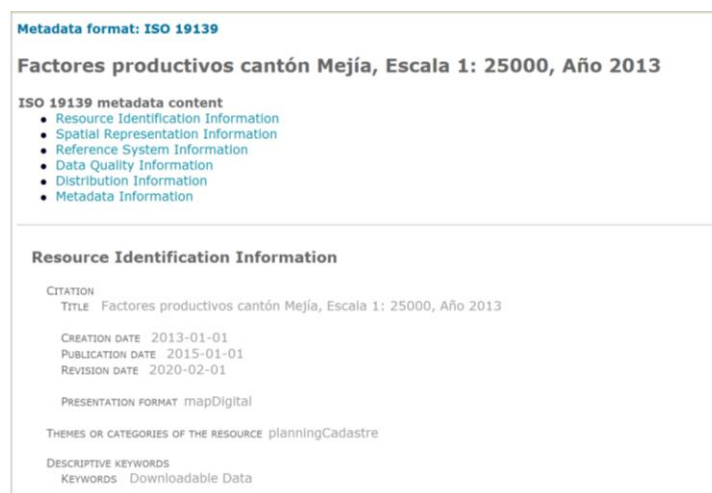 Metadata format: ISO 19139
Factores productivos cantón Mejía, Escala 1: 25000, Año 2013
ISO 19139 metadata content
Resource Identification Information
Spatial Representation Information
Reference System Information
Data Quality Information
Distribution Information
Metadata Information
Resource Identification Information
CITATION
TITLE Factores productivos cantón Mejía, Escala 1: 25000, Año 2013
CREATION DATE 2013-01-01
PUBLICATION DATE 2015-01-01
REVISION DATE 2020-02-01
PRESENTATION FORMAT mapDigital
THEMES OR CATEGORIES OF THE RESOURCE planningCadastre
DESCRIPTIVE KEYWORDS
KEYWORDS Downloadable Data